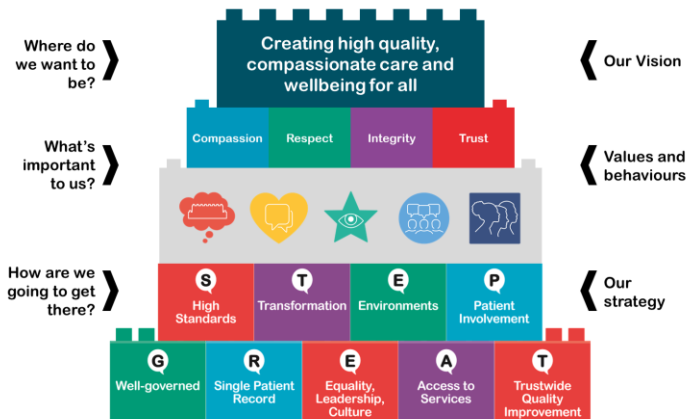 Where do
we want to
be?
Creating high quality,
compassionate care and
wellbeing for all
Our Vision
What's
important
to us?
Compassion
Respect
Integrity
Trust
Values and
behaviours
How are we
going to get
there?
S
High
Standards
T
Transformation
E
Environments
P
Patient
Involvement
Our
strategy
G
Well-governed
R
Single Patient
Record
E
Equality,
Leadership,
Culture
A
Access to
Services
T
Trustwide
Quality
Improvement